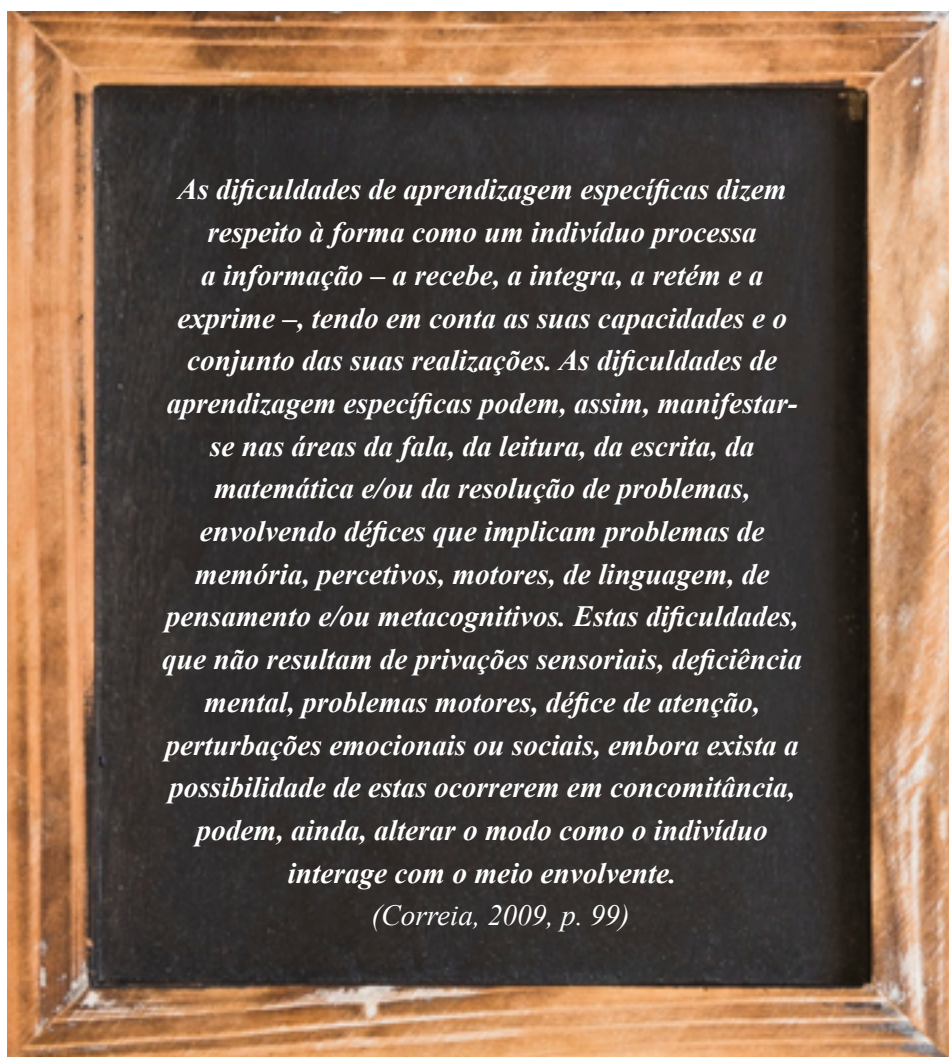 As dificuldades de aprendizagem específicas dizem
respeito à forma como um indivíduo processa
a informação – a recebe, a integra, a retém e a
exprime –, tendo em conta as suas capacidades e o
conjunto das suas realizações. As dificuldades de
aprendizagem específicas podem, assim, manifestar-
se nas áreas da fala, da leitura, da escrita, da
matemática e/ou da resolução de problemas,
envolvendo défices que implicam problemas de
memória, percetivos, motores, de linguagem, de
pensamento e/ou metacognitivos. Estas dificuldades,
que não resultam de privações sensoriais, deficiência
mental, problemas motores, défice de atenção,
perturbações emocionais ou sociais, embora exista a
possibilidade de estas ocorrerem em concomitância,
podem, ainda, alterar o modo como o indivíduo
interage com o meio envolvente.
(Correia, 2009, p. 99)